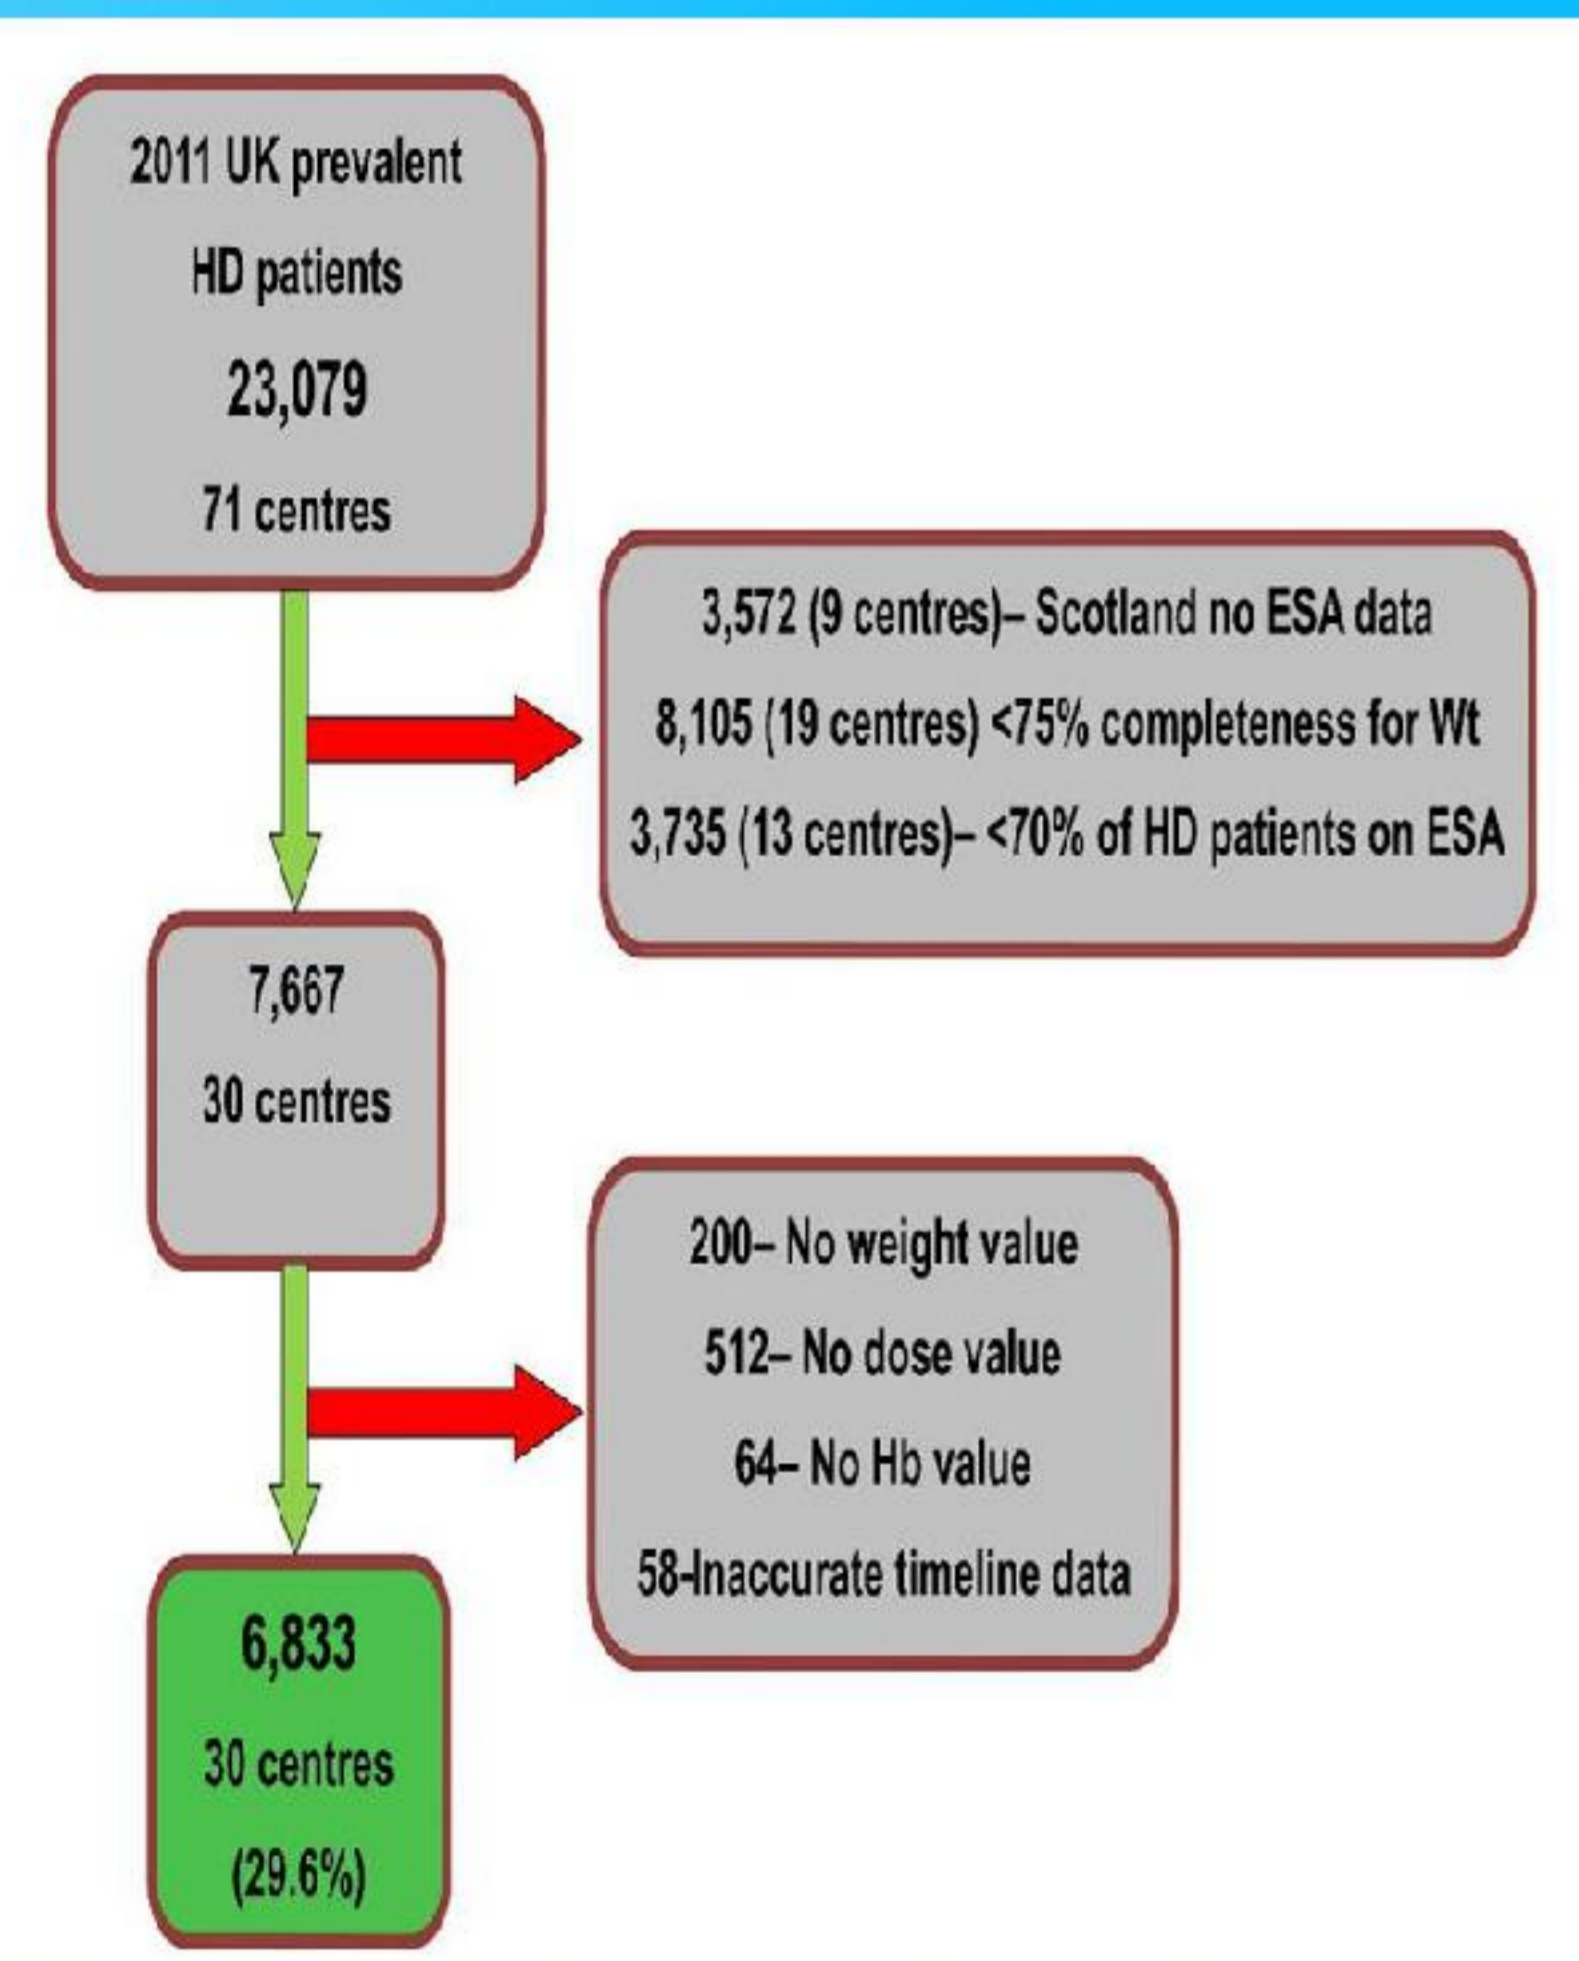 2011 UK prevalent
HD patients
23,079
71 centres
3,572 (9 centres)– Scotland no ESA data
8,105 (19 centres) <75% completeness for Wt
3,735 (13 centres)– <70% of HD patients on ESA
7,667
30 centres
200– No weight value
512– No dose value
64– No Hb value
58-Inaccurate timeline data
6,833
30 centres
(29.6%)